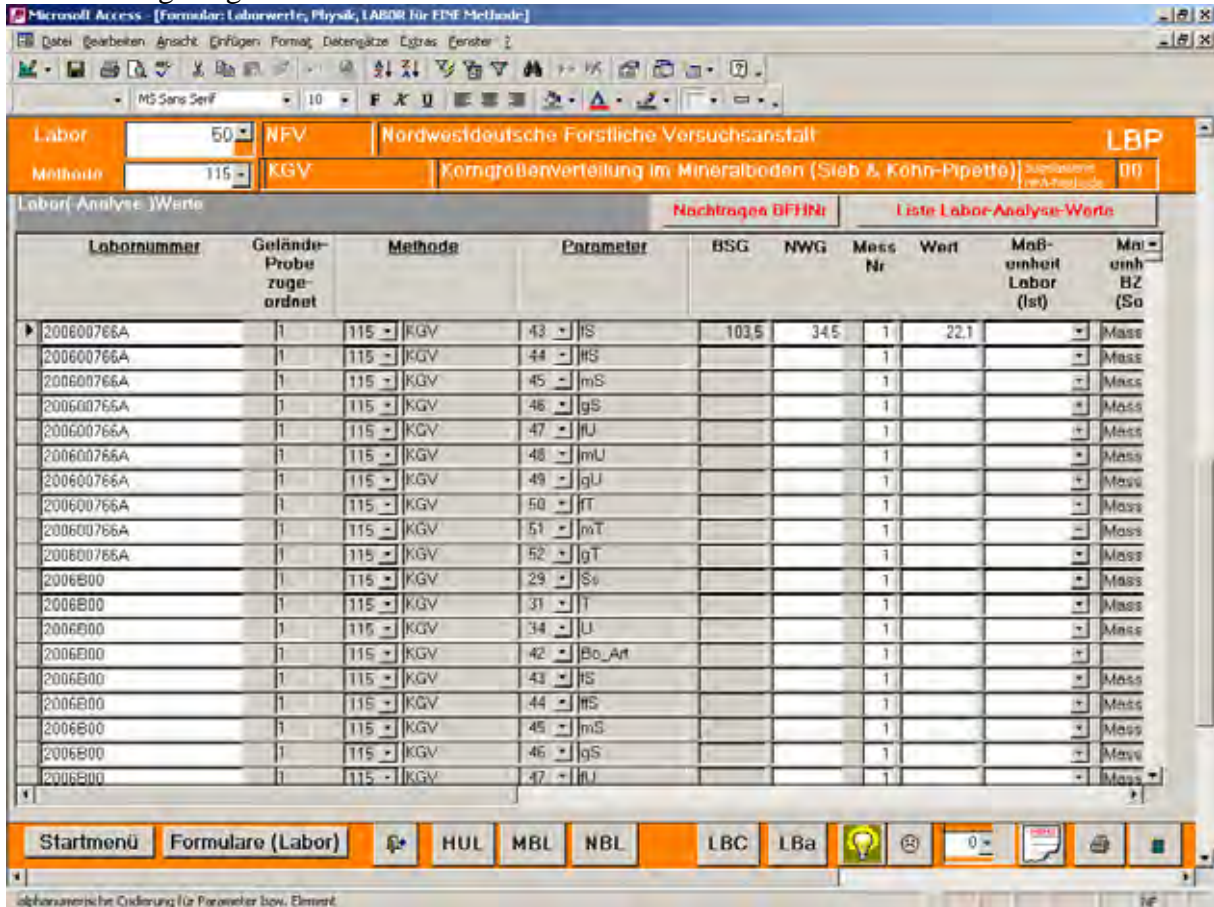 Microsoft Access - [Formular: Laborwerte, Physik, LABOR für EINE Methode]
Datei Bearbeiten Ansicht Einfügen Format Datensätze Extras Fenster ?
MS Sans Serif 10 F K U
Labor 50 NFV Nordwestdeutsche Forstliche Versuchsanstalt LBP
Methode 115 KGV Korngrößenverteilung im Mineralboden (Sieb & Köhn-Pipette) 00
Labor(-Analyse-)Werte Nachtragen BFHNr Liste Labor-Analyse-Werte
Labornummer Gelände- Methode Parameter BSG NWG Mess Wert Maß-
Probe Nr einheit einh
zuge- Labor BZ
ordnet (Ist) (So
200600766A 1 115 KGV 43 fS 103,5 34,5 1 22,1 Mass
200600766A 1 115 KGV 44 ffS 1 Mass
200600766A 1 115 KGV 45 mS 1 Mass
200600766A 1 115 KGV 46 gS 1 Mass
200600766A 1 115 KGV 47 fU 1 Mass
200600766A 1 115 KGV 48 mU 1 Mass
200600766A 1 115 KGV 49 gU 1 Mass
200600766A 1 115 KGV 50 fT 1 Mass
200600766A 1 115 KGV 51 mT 1 Mass
200600766A 1 115 KGV 52 gT 1 Mass
2006B00 1 115 KGV 29 Ss 1 Mass
2006B00 1 115 KGV 31 T 1 Mass
2006B00 1 115 KGV 34 U 1 Mass
2006B00 1 115 KGV 42 Bo_Art 1
2006B00 1 115 KGV 43 fS 1 Mass
2006B00 1 115 KGV 44 ffS 1 Mass
2006B00 1 115 KGV 45 mS 1 Mass
2006B00 1 115 KGV 46 gS 1 Mass
2006B00 1 115 KGV 47 fU 1 Mass
Startmenü Formulare (Labor) HUL MBL NBL LBC LBa 0
alphanumerische Codierung für Parameter bzw. Element NF